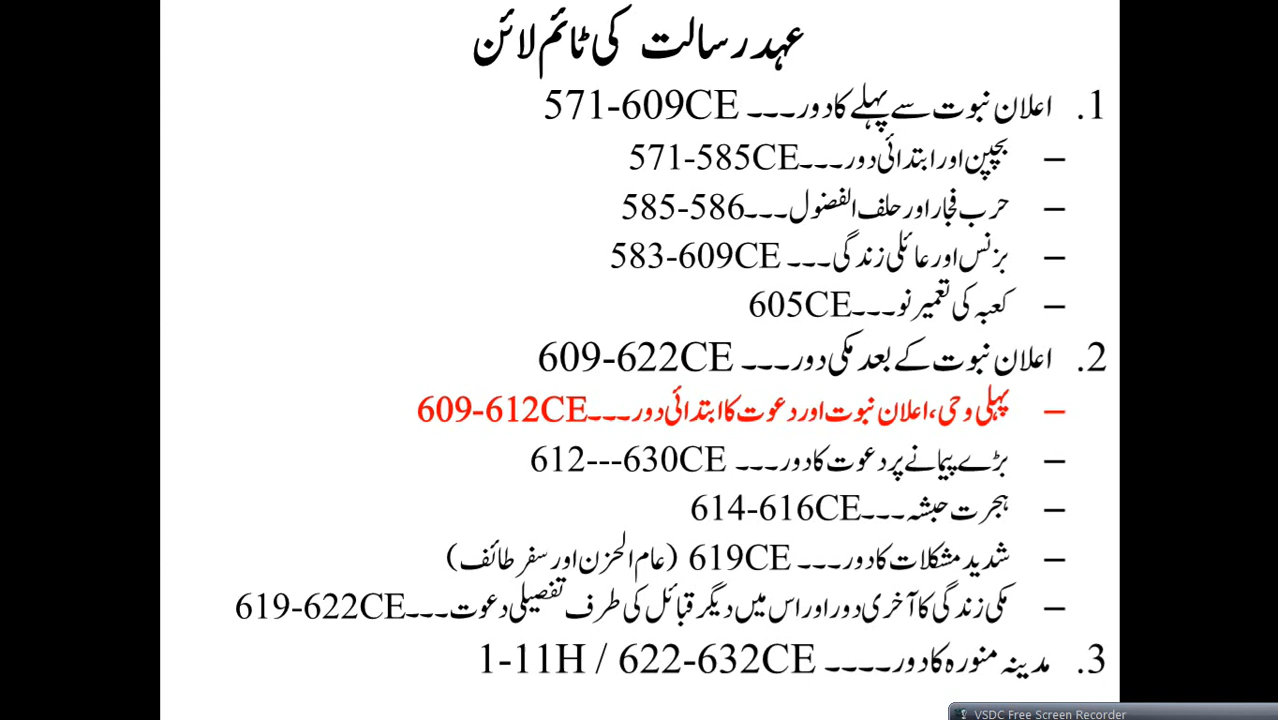 عہد رسالت کی ٹائم لائن
1. اعلان نبوت سے پہلے کا دور۔۔۔ 571-609CE
– بچپن اور ابتدائی دور۔۔۔571-585CE
– حرب فجار اور حلف الفضول۔۔۔585-586
– بزنس اور عائلی زندگی۔۔۔ 583-609CE
– کعبہ کی تعمیر نو۔۔۔605CE
2. اعلان نبوت کے بعد مکی دور۔۔۔ 609-622CE
– پہلی وحی، اعلان نبوت اور دعوت کا ابتدائی دور۔۔۔609-612CE
– بڑے پیمانے پر دعوت کا دور۔۔۔ 612---630CE
– ہجرت حبشہ۔۔۔614-616CE
– شدید مشکلات کا دور۔۔۔ 619CE (عام الحزن اور سفر طائف)
– مکی زندگی کا آخری دور اور اس میں دیگر قبائل کی طرف تفصیلی دعوت۔۔۔619-622CE
3. مدینہ منورہ کا دور۔۔۔۔ 1-11H / 622-632CE
VSDC Free Screen Recorder